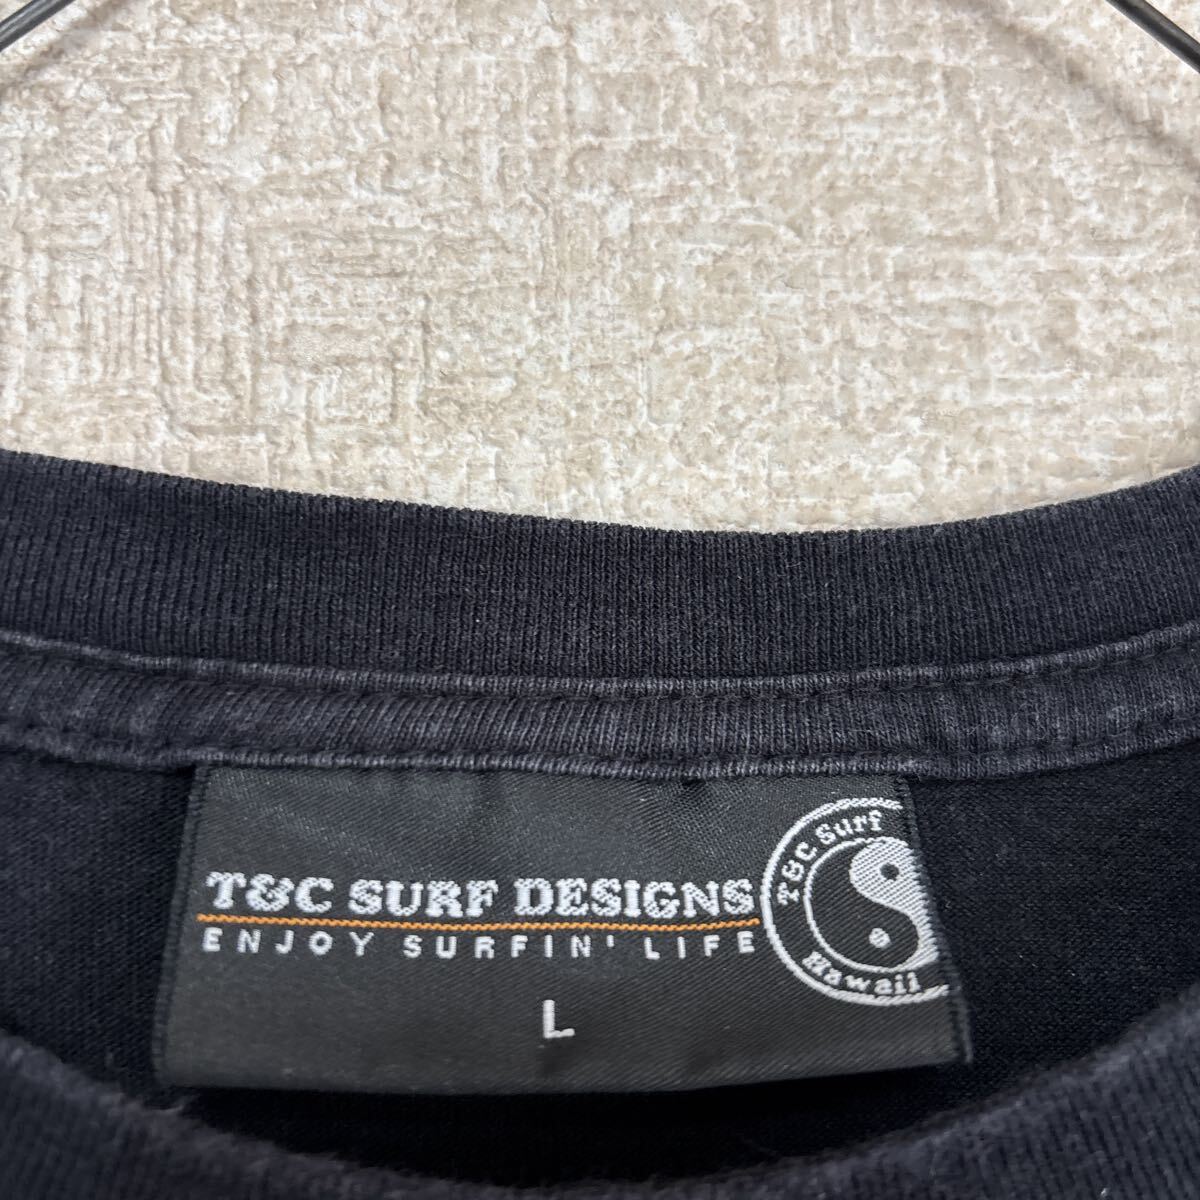 T&C SURF DESIGNS
ENJOY SURFIN' LIFE
L
T&C Surf
Hawaii